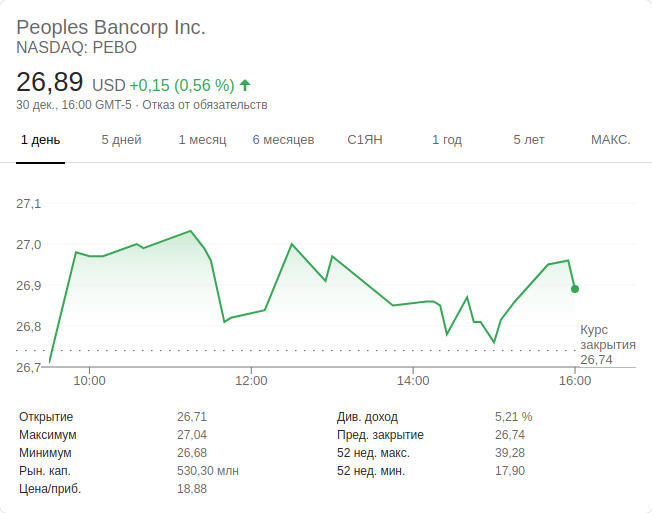 Peoples Bancorp Inc.
NASDAQ: PEBO
26,89 USD +0,15 (0,56 %)
30 дек., 16:00 GMT-5 · Отказ от обязательств
1 день 5 дней 1 месяц 6 месяцев С1ЯН 1 год 5 лет МАКС.
27,1
27,0
26,9
26,8
26,7
Курс
закрытия
26,74
10:00 12:00 14:00 16:00
Открытие 26,71 Див. доход 5,21 %
Максимум 27,04 Пред. закрытие 26,74
Минимум 26,68 52 нед. макс. 39,28
Рын. кап. 530,30 млн 52 нед. мин. 17,90
Цена/приб. 18,88